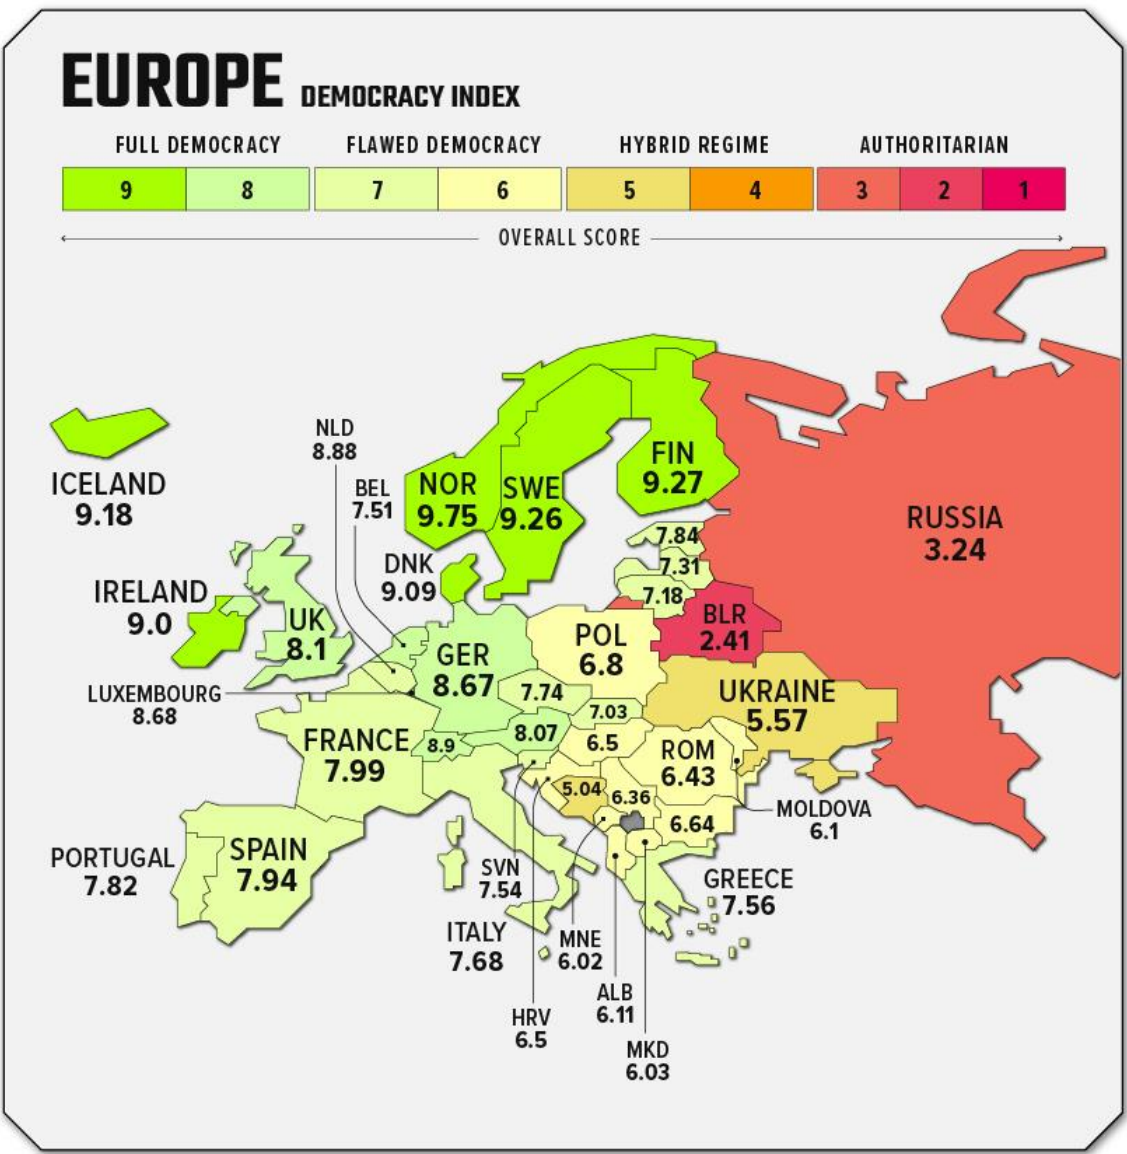 EUROPE DEMOCRACY INDEX
FULL DEMOCRACY FLAWED DEMOCRACY HYBRID REGIME AUTHORITARIAN
9 8 7 6 5 4 3 2 1
OVERALL SCORE
ICELAND
9.18
NLD
8.88
BEL
7.51
NOR
9.75
SWE
9.26
FIN
9.27
RUSSIA
3.24
DNK
9.09
7.84
7.31
7.18
IRELAND
9.0
UK
8.1
BLR
2.41
POL
6.8
GER
8.67
LUXEMBOURG
8.68
7.74
7.03
UKRAINE
5.57
FRANCE
7.99
8.9
8.07
6.5
ROM
6.43
5.04
6.36
6.64
MOLDOVA
6.1
PORTUGAL
7.82
SPAIN
7.94
SVN
7.54
GREECE
7.56
ITALY
7.68
MNE
6.02
ALB
6.11
HRV
6.5
MKD
6.03